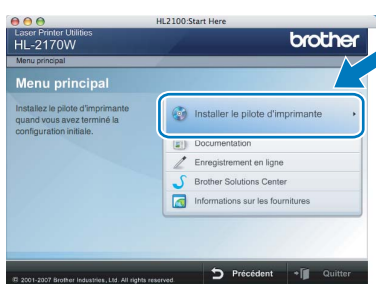 HL2100:Start Here
Laser Printer Utilities
HL-2170W
brother
Menu principal
Menu principal
Installez le pilote d'imprimante
quand vous avez terminé la
configuration initiale.
Installer le pilote d'imprimante
Documentation
Enregistrement en ligne
Brother Solutions Center
Informations sur les fournitures
© 2001-2007 Brother Industries, Ltd. All rights reserved
Précédent
Quitter